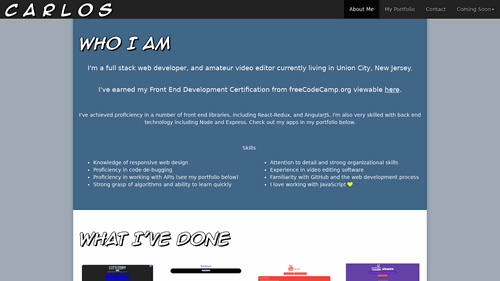 CARLOS
About Me
My Portfolio
Contact
Coming Soon
WHO I AM
I'm a full stack web developer, and amateur video editor currently living in Union City, New Jersey.
I've earned my Front End Development Certification from freeCodeCamp.org viewable here.
I've achieved proficiency in a number of front end libraries, including React-Redux, and AngularJS. I'm also very skilled with back end
technology including Node and Express. Check out my apps in my portfolio below.
Skills
Knowledge of responsive web design
Proficiency in code de-bugging
Proficiency in working with APIs (see my portfolio below)
Strong grasp of algorithms and ability to learn quickly
Attention to detail and strong organizational skills
Experience in video editing software
Familiarity with GitHub and the web development process
I love working with JavaScript 💛
WHAT I'VE DONE